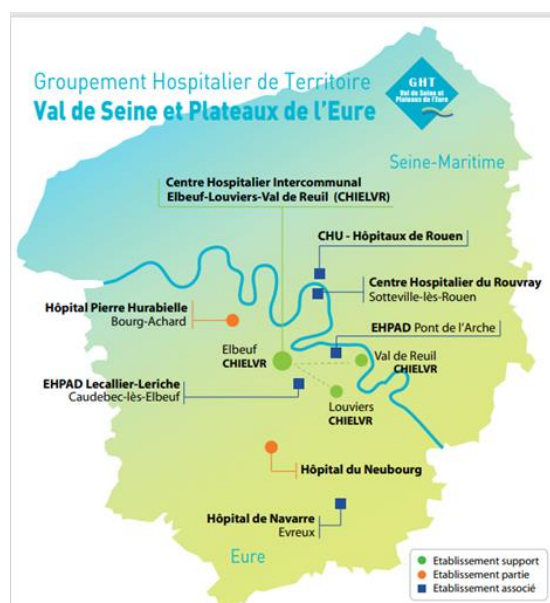 Groupement Hospitalier de Territoire
Val de Seine et Plateaux de l'Eure
GHT
Val de Seine et
Plateaux de l'Eure
Seine-Maritime
Centre Hospitalier Intercommunal
Elbeuf-Louviers-Val de Reuil (CHIELVR)
CHU - Hôpitaux de Rouen
Centre Hospitalier du Rouvray
Sotteville-lès-Rouen
Hôpital Pierre Hurabielle
Bourg-Achard
EHPAD Pont de l'Arche
Elbeuf
CHIELVR
Val de Reuil
CHIELVR
EHPAD Lecallier-Leriche
Caudebec-lès-Elbeuf
Louviers
CHIELVR
Hôpital du Neubourg
Hôpital de Navarre
Evreux
Eure
Etablissement support
Etablissement partie
Etablissement associé